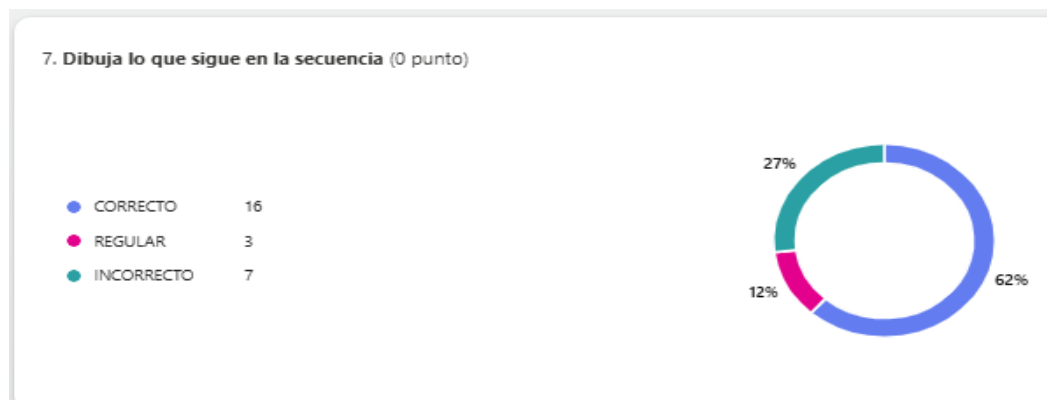 7. Dibuja lo que sigue en la secuencia (0 punto)
CORRECTO 16
REGULAR 3
INCORRECTO 7
27%
12%
62%